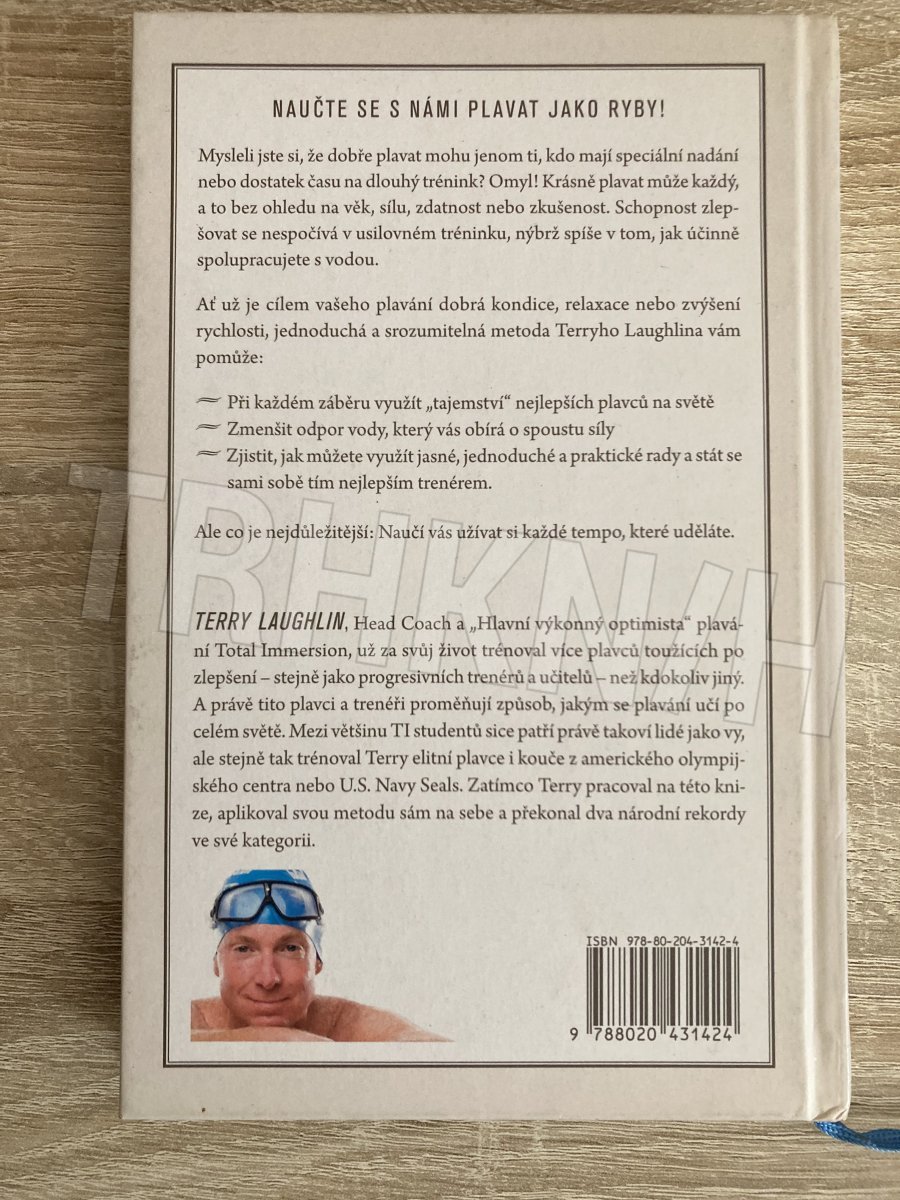 NAUČTE SE S NÁMI PLAVAT JAKO RYBY!
Mysleli jste si, že dobře plavat mohu jenom ti, kdo mají speciální nadání
nebo dostatek času na dlouhý trénink? Omyl! Krásně plavat může každý,
a to bez ohledu na věk, sílu, zdatnost nebo zkušenost. Schopnost zlep-
šovat se nespočívá v usilovném tréninku, nýbrž spíše v tom, jak účinně
spolupracujete s vodou.
Ať už je cílem vašeho plavání dobrá kondice, relaxace nebo zvýšení
rychlosti, jednoduchá a srozumitelná metoda Terryho Laughlina vám
pomůže:
Při každém záběru využít „tajemství“ nejlepších plavců na světě
Zmenšit odpor vody, který vás obírá o spoustu síly
Zjistit, jak můžete využít jasné, jednoduché a praktické rady a stát se
sami sobě tím nejlepším trenérem.
Ale co je nejdůležitější: Naučí vás užívat si každé tempo, které uděláte.
TERRY LAUGHLIN, Head Coach a „Hlavní výkonný optimista“ plavá-
ní Total Immersion, už za svůj život trénoval více plavců toužících po
zlepšení – stejně jako progresivních trenérů a učitelů – než kdokoliv jiný.
A právě tito plavci a trenéři proměňují způsob, jakým se plavání učí po
celém světě. Mezi většinu TI studentů sice patří právě takoví lidé jako vy,
ale stejně tak trénoval Terry elitní plavce i kouče z amerického olympij-
ského centra nebo U.S. Navy Seals. Zatímco Terry pracoval na této kni-
ze, aplikoval svou metodu sám na sebe a překonal dva národní rekordy
ve své kategorii.
ISBN 978-80-204-3142-4
9 788020 431424
TRHKNIH